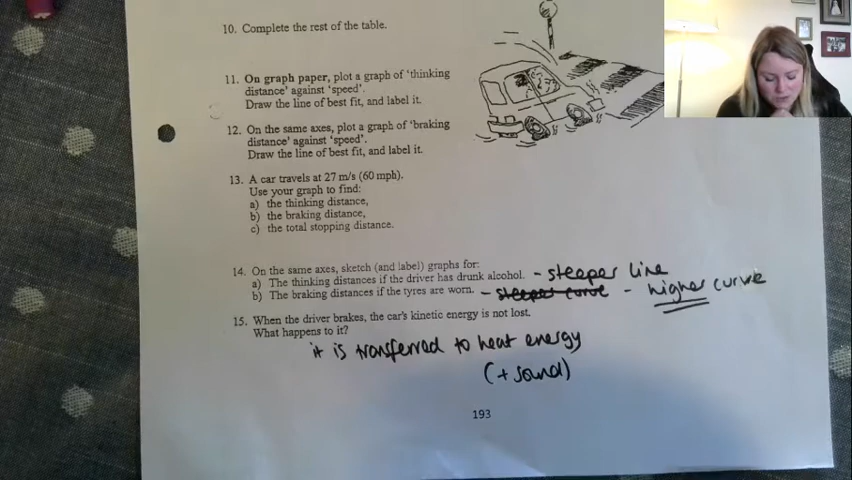 10. Complete the rest of the table.
11. On graph paper, plot a graph of 'thinking
distance' against 'speed'.
Draw the line of best fit, and label it.
12. On the same axes, plot a graph of 'braking
distance' against 'speed'.
Draw the line of best fit, and label it.
13. A car travels at 27 m/s (60 mph).
Use your graph to find:
a) the thinking distance,
b) the braking distance,
c) the total stopping distance.
14. On the same axes, sketch (and label) graphs for:
a) The thinking distances if the driver has drunk alcohol. - steeper line
b) The braking distances if the tyres are worn. - steeper curve - higher curve
15. When the driver brakes, the car's kinetic energy is not lost.
What happens to it?
it is transferred to heat energy
(+ sound)
193